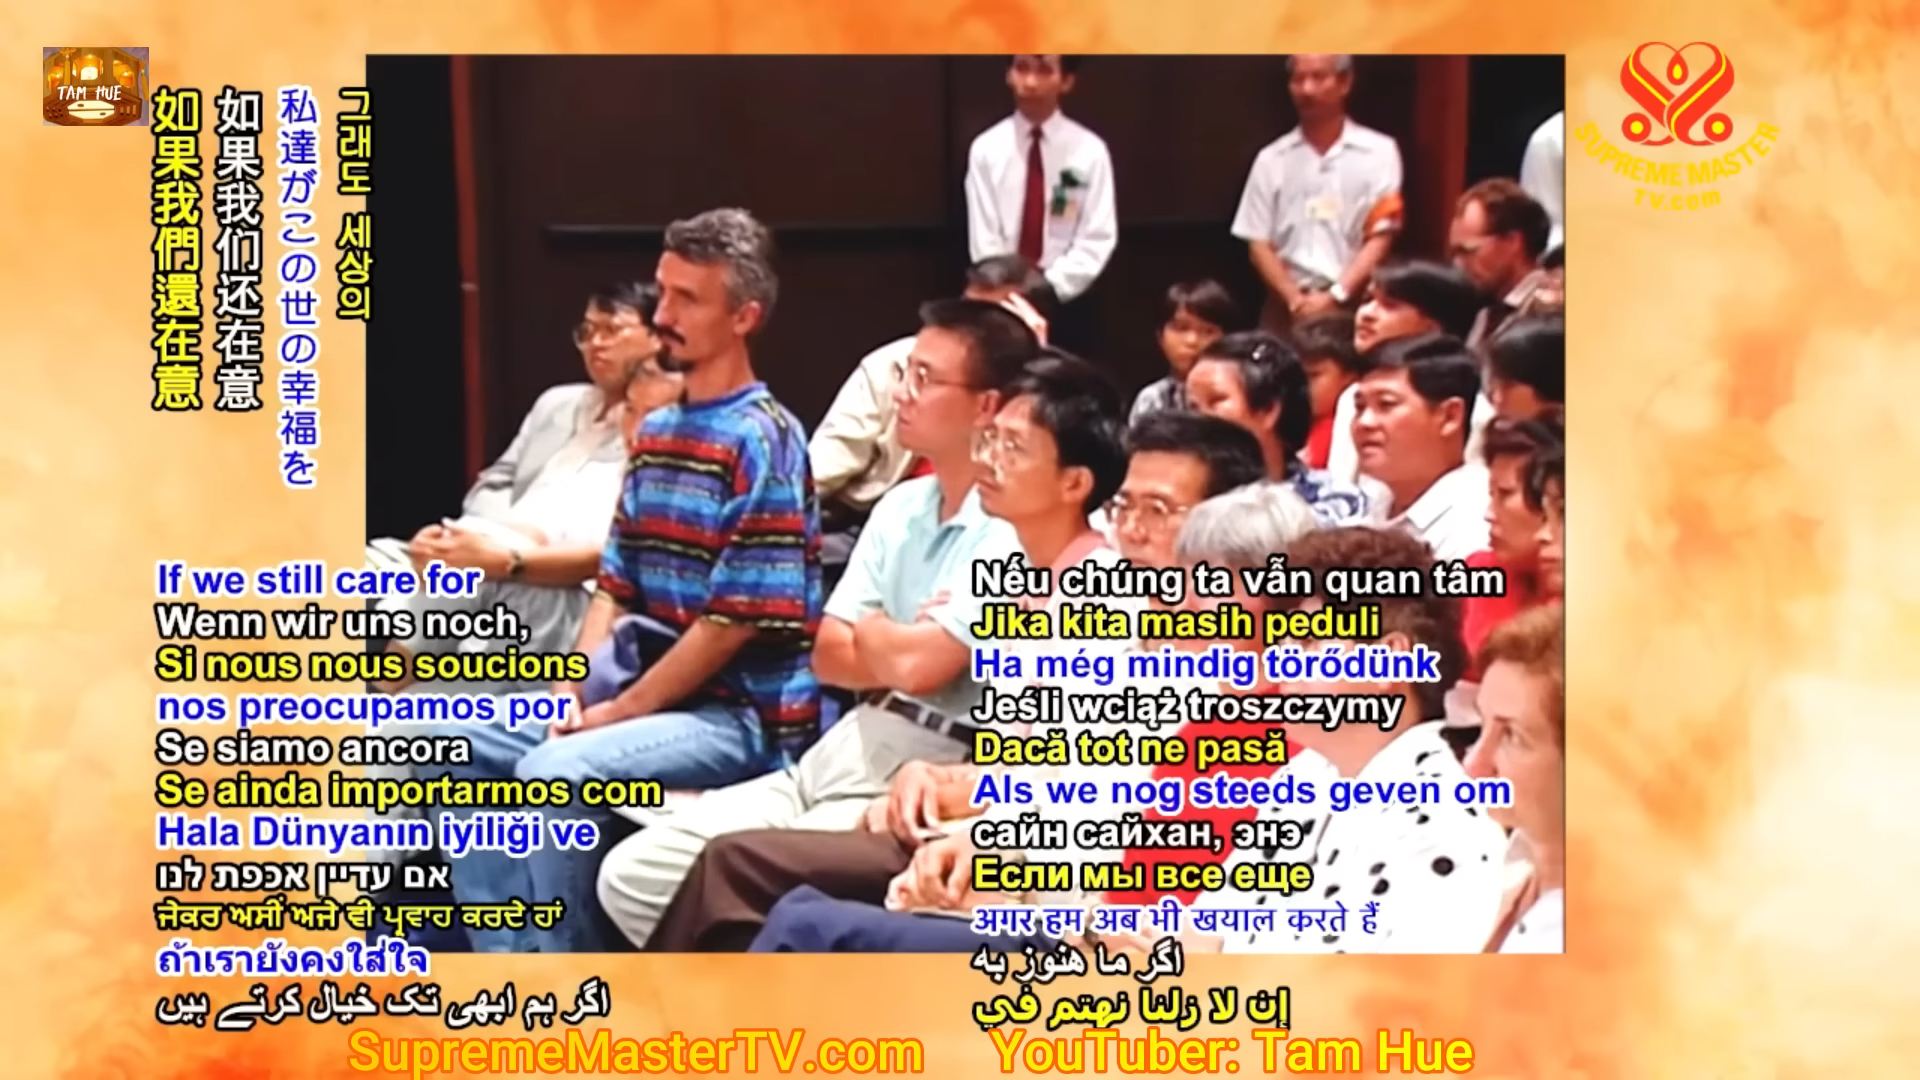 TAM HUE
如果我們還在意
如果我们还在意
私達がこの世の幸福を
그래도 세상의
SUPREME MASTER
TV.com
If we still care for
Wenn wir uns noch,
Si nous nous soucions
nos preocupamos por
Se siamo ancora
Se ainda importarmos com
Hala Dünyanın iyiliği ve
אם עדיין אכפת לנו
ਜੇਕਰ ਅਸੀਂ ਅਜੇ ਵੀ ਪ੍ਰਵਾਹ ਕਰਦੇ ਹਾਂ
ถ้าเรายังคงใส่ใจ
اگر ہم ابھی تک خیال کرتے ہیں
Nếu chúng ta vẫn quan tâm
Jika kita masih peduli
Ha még mindig törődünk
Jeśli wciąż troszczymy
Dacă tot ne pasă
Als we nog steeds geven om
сайн сайхан, энэ
Если мы все еще
अगर हम अब भी खयाल करते हैं
اگر ما هنوز به
إن لا زلنا نهتم في
SupremeMasterTV.com
YouTuber: Tam Hue